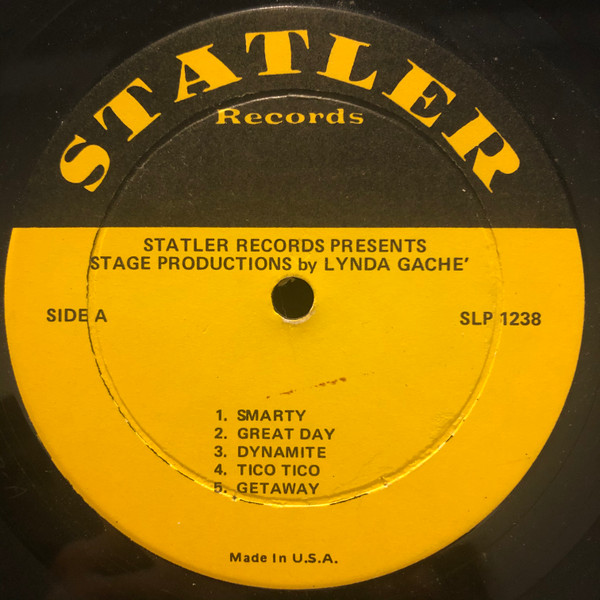 STATLER
Records
STATLER RECORDS PRESENTS
STAGE PRODUCTIONS by LYNDA GACHE'
SIDE A
SLP 1238
1. SMARTY
2. GREAT DAY
3. DYNAMITE
4. TICO TICO
5. GETAWAY
Made In U.S.A.